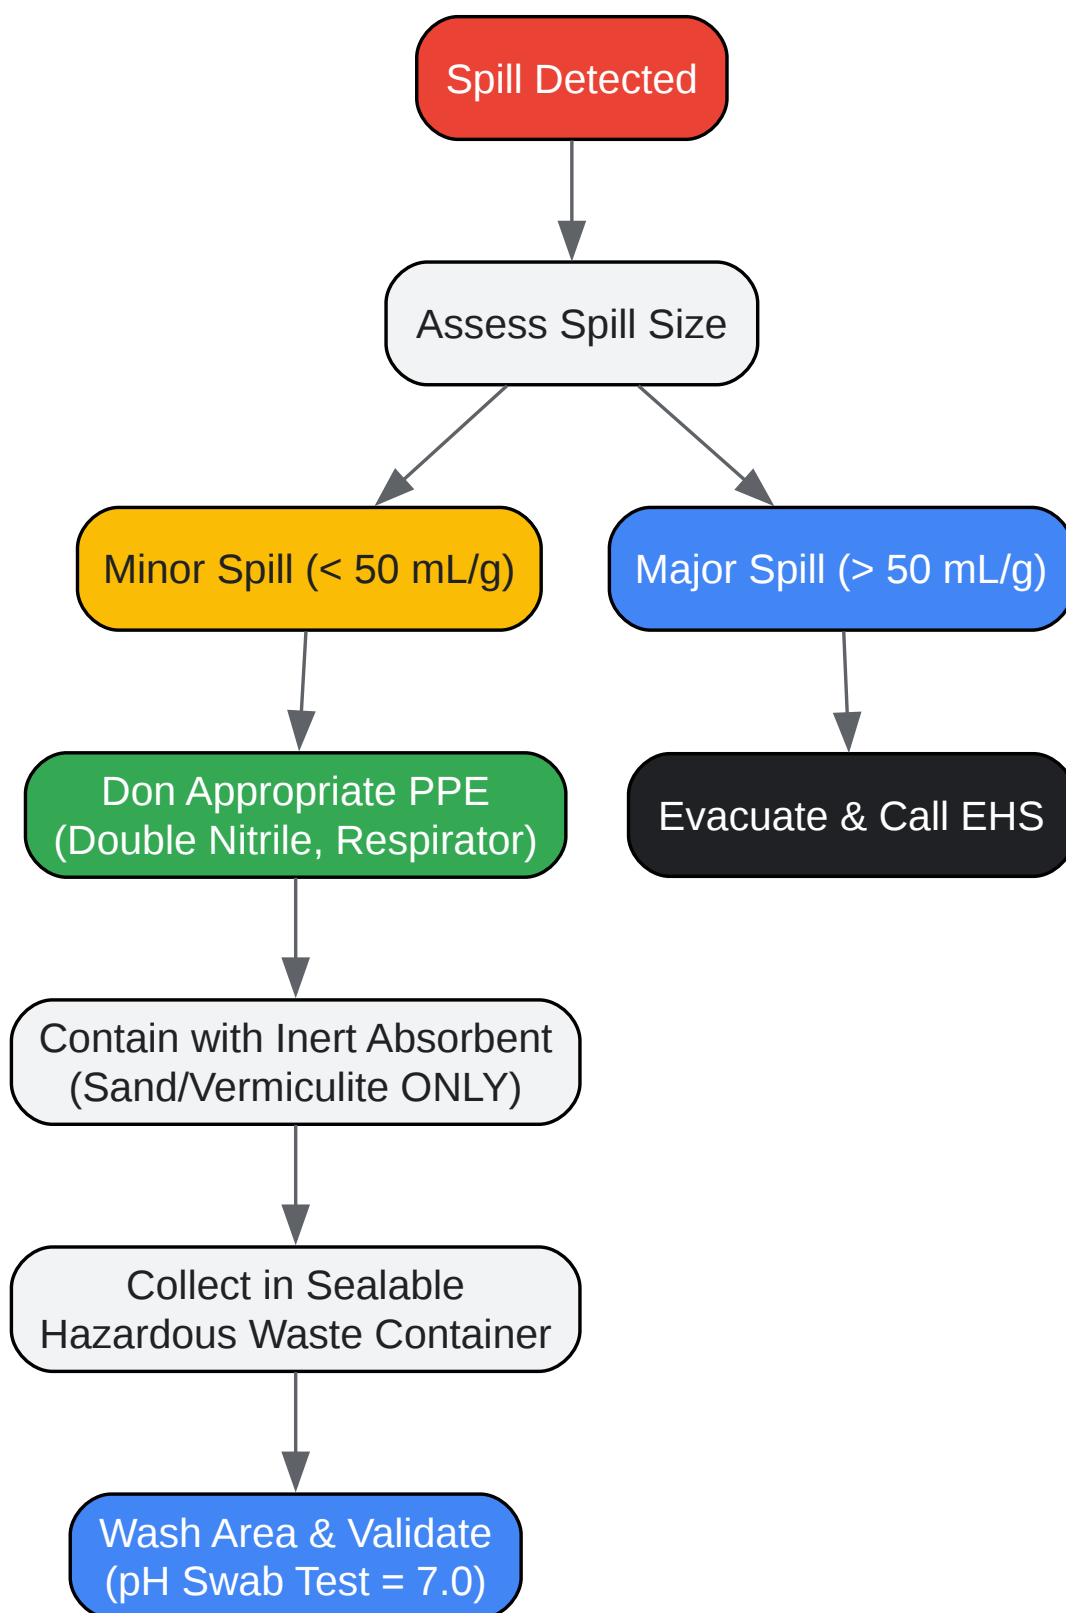 Spill Detected
Assess Spill Size
Minor Spill (< 50 mL/g)
Major Spill (> 50 mL/g)
Don Appropriate PPE
(Double Nitrile, Respirator)
Evacuate & Call EHS
Contain with Inert Absorbent
(Sand/Vermiculite ONLY)
Collect in Sealable
Hazardous Waste Container
Wash Area & Validate
(pH Swab Test = 7.0)